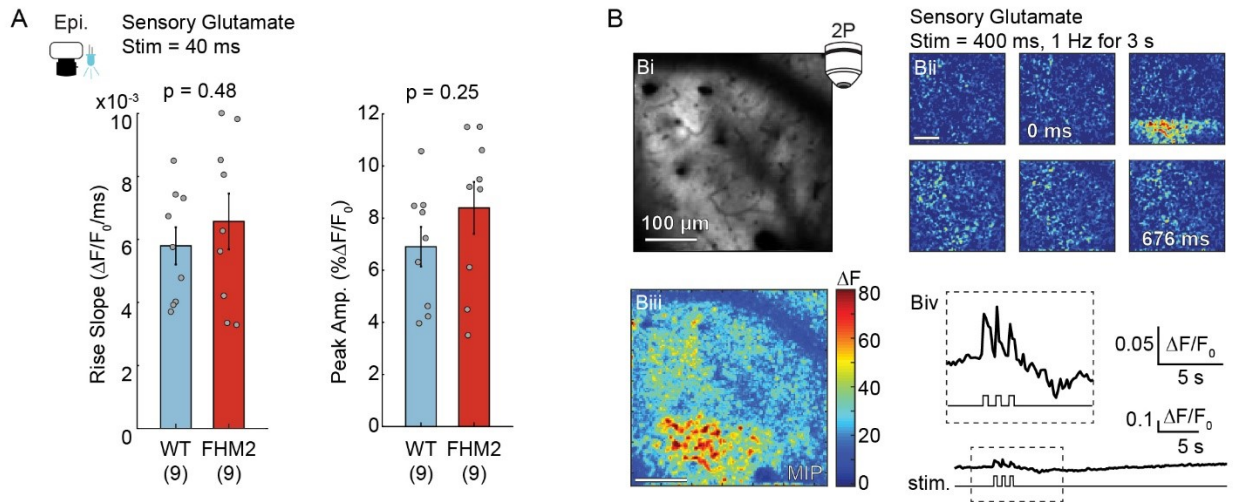 A
Epi.
Sensory Glutamate
Stim = 40 ms
p = 0.48
x10-3
10
8
6
4
2
0
Rise Slope (ΔF/F0/ms)
WT
(9)
FHM2
(9)
p = 0.25
12
10
8
6
4
2
0
Peak Amp. (%ΔF/F0)
WT
(9)
FHM2
(9)
B
Bi
2P
100 µm
Sensory Glutamate
Stim = 400 ms, 1 Hz for 3 s
Bii
0 ms
676 ms
Biii
MIP
ΔF
80
60
40
20
0
Biv
0.05
ΔF/F0
5 s
0.1
ΔF/F0
5 s
stim.